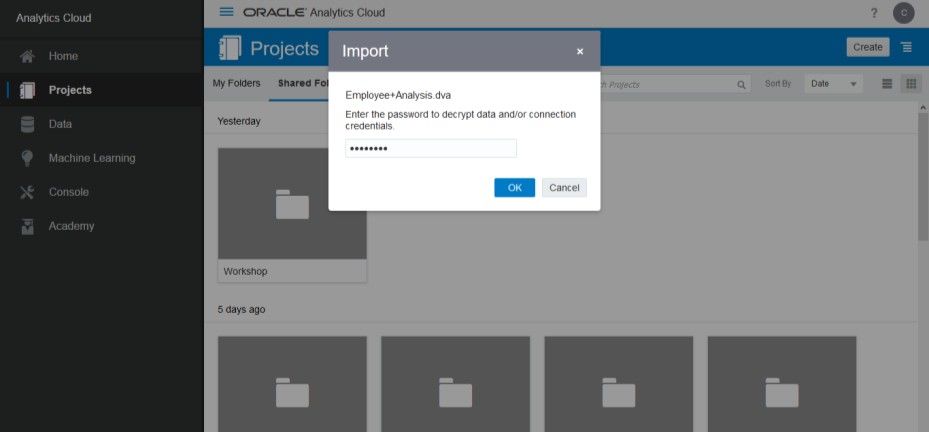 Analytics Cloud
Home
Projects
Data
Machine Learning
Console
Academy
ORACLE Analytics Cloud
?
C
Projects
Create
My Folders
Shared Fol
h Projects
Sort By
Date
Yesterday
Workshop
5 days ago
Import
×
Employee+Analysis.dva
Enter the password to decrypt data and/or connection
credentials.
••••••••
OK
Cancel